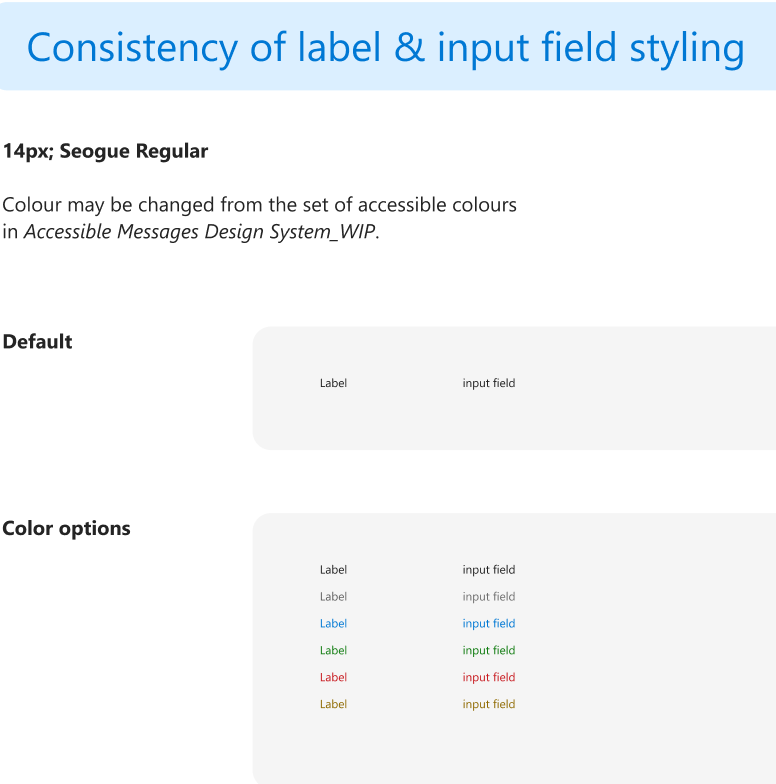 Consistency of label & input field styling
14px; Seogue Regular
Colour may be changed from the set of accessible colours
in Accessible Messages Design System_WIP.
Default
Label input field
Color options
Label input field
Label input field
Label input field
Label input field
Label input field
Label input field